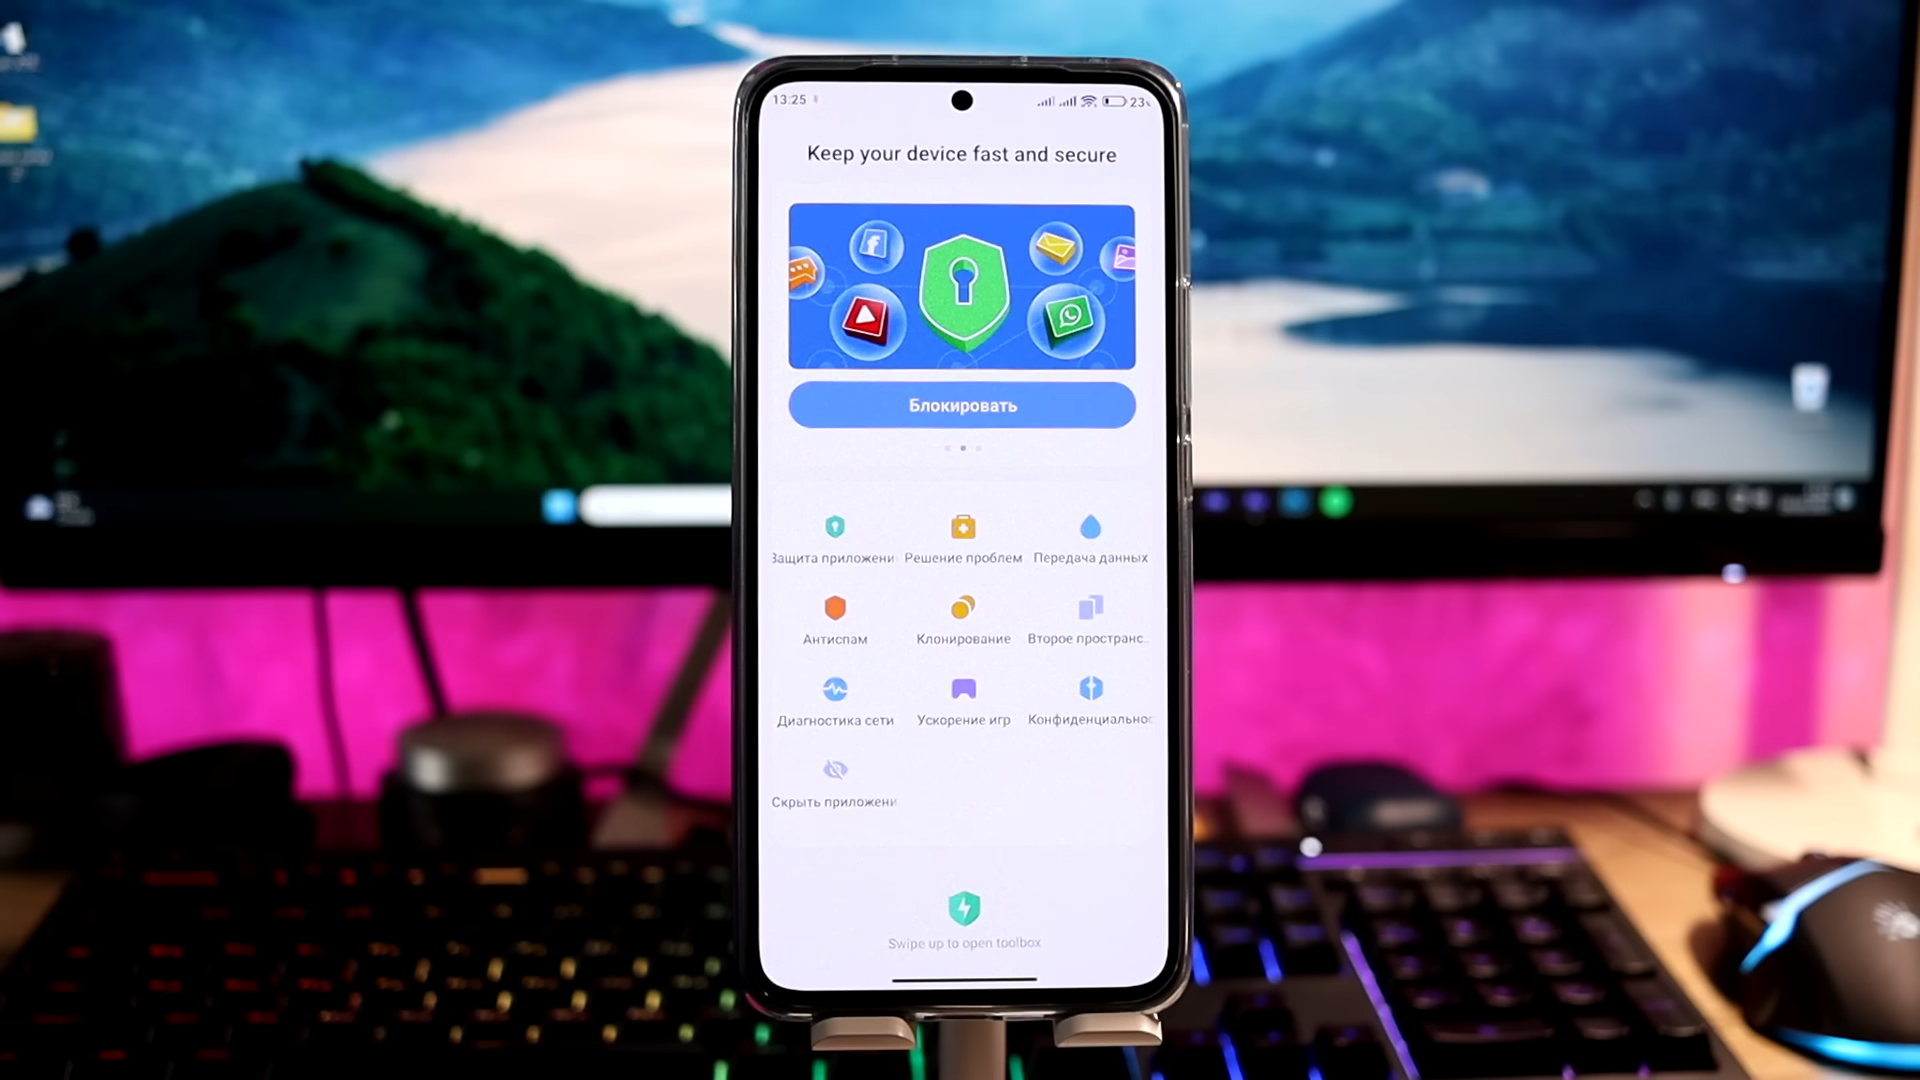 13:25
23
Keep your device fast and secure
Блокировать
Защита приложени
Решение проблем
Передача данных
Антиспам
Клонирование
Второе пространс...
Диагностика сети
Ускорение игр
Конфиденциальнос
Скрыть приложени
Swipe up to open toolbox